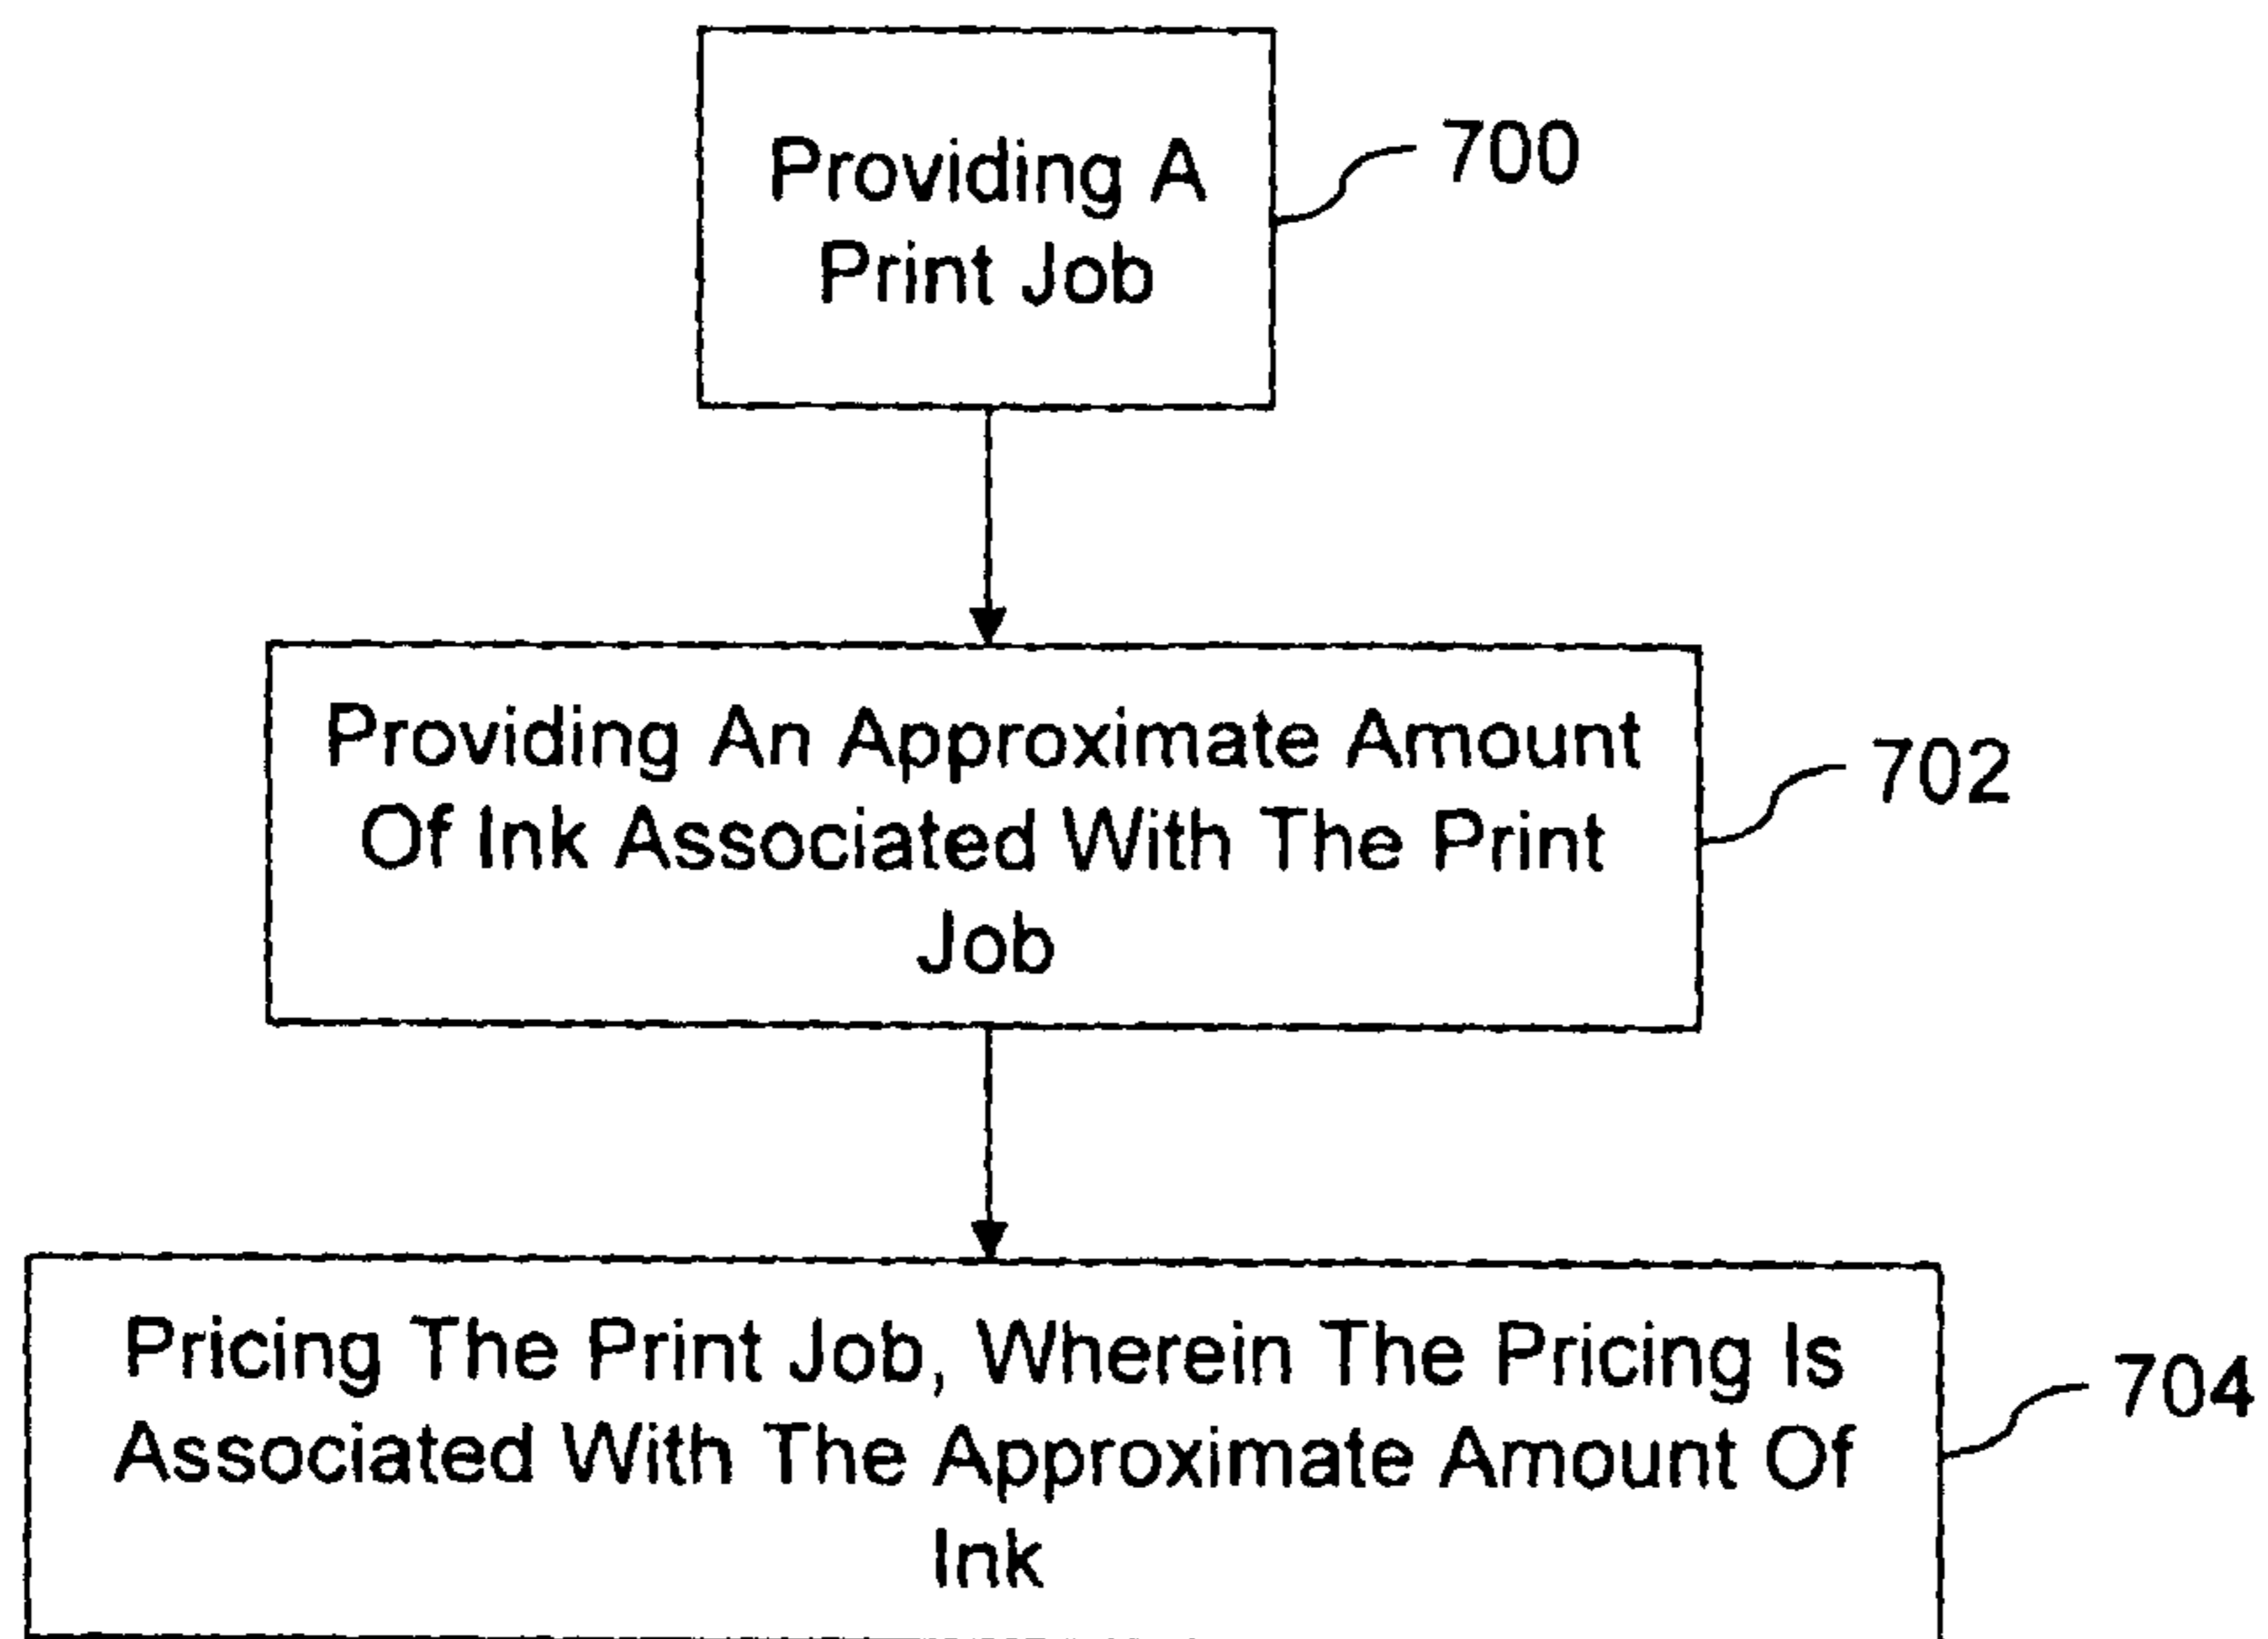 Providing A
Print Job
700
Providing An Approximate Amount
Of Ink Associated With The Print
Job
702
Pricing The Print Job, Wherein The Pricing Is
Associated With The Approximate Amount Of
Ink
704